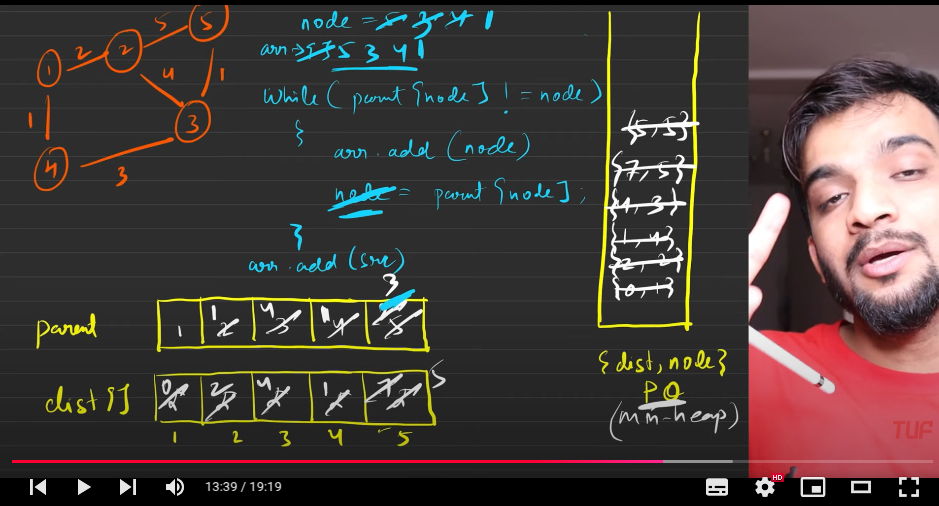 node = 5 3 4 1
arr → 5 3 5 3 4 1
while( parent[node] != node)
{
arr.add (node)
node = parent[node];
}
arr.add (src)
1 2 2 5 5
4 1
1 3
4 3
{5,5}
{7,5}
{4,3}
{1,4}
{2,2}
{0,1}
3
parent 1 1 2 4 3 1 4 2 5
dist[] 0 2 4 1 7 5
1 2 3 4 5
{dist, node}
PQ
(min-heap)
TUF
HD
13:39 / 19:19